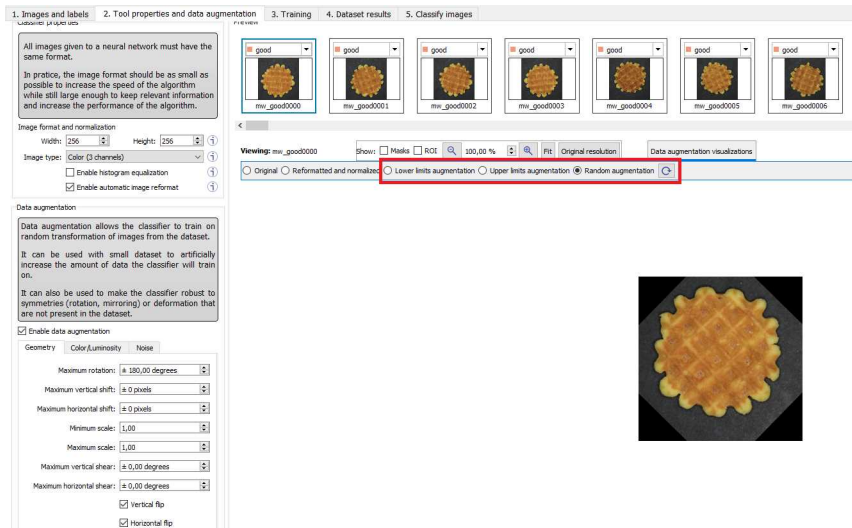 1. Images and labels 2. Tool properties and data augmentation 3. Training 4. Dataset results 5. Classify images
Classifier properties
All images given to a neural network must have the
same format.
In pratice, the image format should be as small as
possible to increase the speed of the algorithm
while still large enough to keep relevant information
and increase the performance of the algorithm.
Image format and normalization
Width: 256 Height: 256
Image type: Color (3 channels)
Enable histogram equalization
Enable automatic image reformat
Data augmentation
Data augmentation allows the classifier to train on
random transformation of images from the dataset.
It can be used with small dataset to artificially
increase the amount of data the classifier will train
on.
It can also be used to make the classifier robust to
symmetries (rotation, mirroring) or deformation that
are not present in the dataset.
Enable data augmentation
Geometry Color/Luminosity Noise
Maximum rotation: ± 180,00 degrees
Maximum vertical shift: ± 0 pixels
Maximum horizontal shift: ± 0 pixels
Minimum scale: 1,00
Maximum scale: 1,00
Maximum vertical shear: ± 0,00 degrees
Maximum horizontal shear: ± 0,00 degrees
Vertical flip
Horizontal flip
Preview
good good good good good good good
mw_good0000 mw_good0001 mw_good0002 mw_good0003 mw_good0004 mw_good0005 mw_good0006
Viewing: mw_good0000 Show: Masks ROI 100,00 % Fit Original resolution Data augmentation visualizations
Original Reformatted and normalized Lower limits augmentation Upper limits augmentation Random augmentation